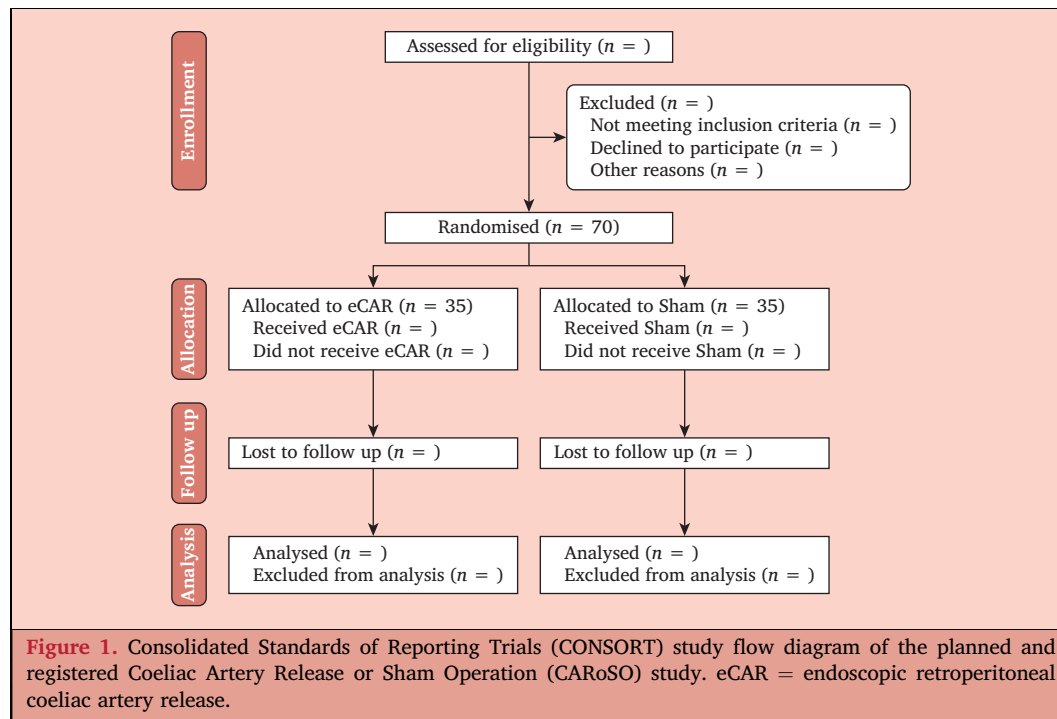 Enrollment
Assessed for eligibility (n = )
Excluded (n = )
Not meeting inclusion criteria (n = )
Declined to participate (n = )
Other reasons (n = )
Randomised (n = 70)
Allocation
Allocated to eCAR (n = 35)
Received eCAR (n = )
Did not receive eCAR (n = )
Allocated to Sham (n = 35)
Received Sham (n = )
Did not receive Sham (n = )
Follow up
Lost to follow up (n = )
Lost to follow up (n = )
Analysis
Analysed (n = )
Excluded from analysis (n = )
Analysed (n = )
Excluded from analysis (n = )
Figure 1. Consolidated Standards of Reporting Trials (CONSORT) study flow diagram of the planned and
registered Coeliac Artery Release or Sham Operation (CARoSO) study. eCAR = endoscopic retroperitoneal
coeliac artery release.